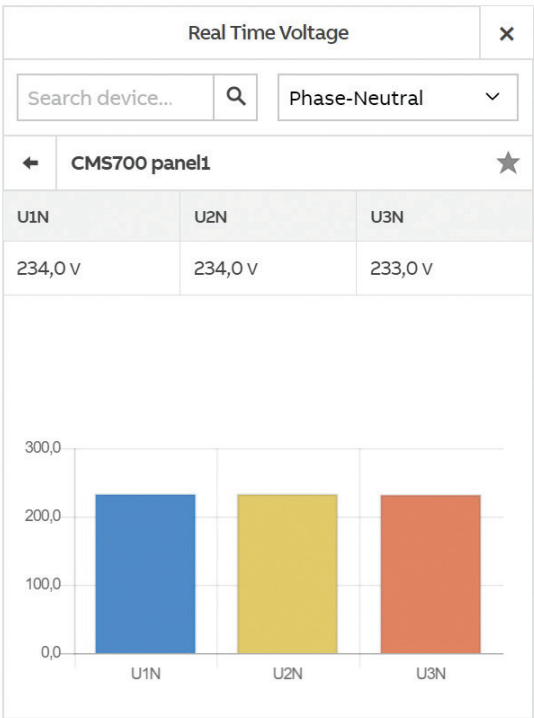 Real Time Voltage
Search device...
Phase-Neutral
CMS700 panel1
U1N U2N U3N
234,0 V 234,0 V 233,0 V
300,0
200,0
100,0
0,0
U1N U2N U3N